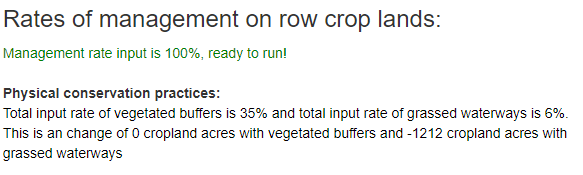 Rates of management on row crop lands:
Management rate input is 100%, ready to run!
Physical conservation practices:
Total input rate of vegetated buffers is 35% and total input rate of grassed waterways is 6%.
This is an change of 0 cropland acres with vegetated buffers and -1212 cropland acres with
grassed waterways